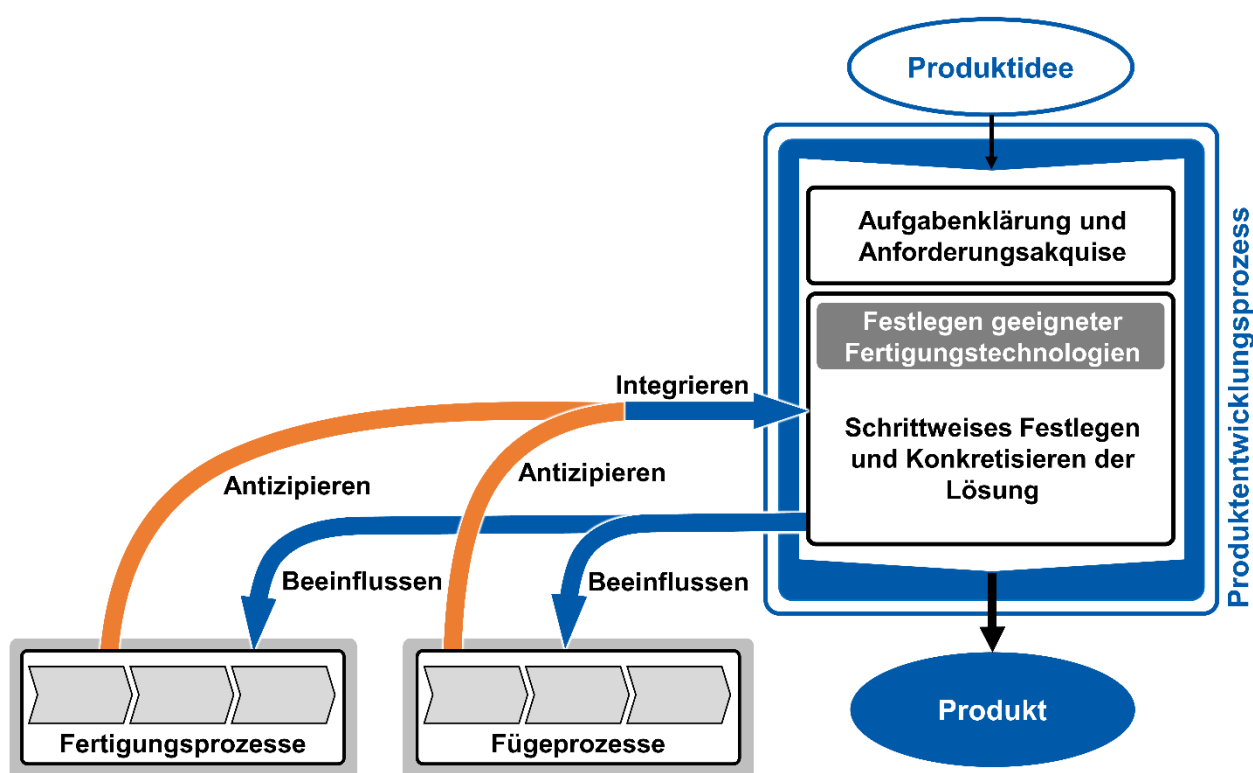 Produktidee
Aufgabenklärung und
Anforderungsakquise
Festlegen geeigneter
Fertigungstechnologien
Schrittweises Festlegen
und Konkretisieren der
Lösung
Produktentwicklungsprozess
Integrieren
Antizipieren
Antizipieren
Beeinflussen
Beeinflussen
Fertigungsprozesse
Fügeprozesse
Produkt